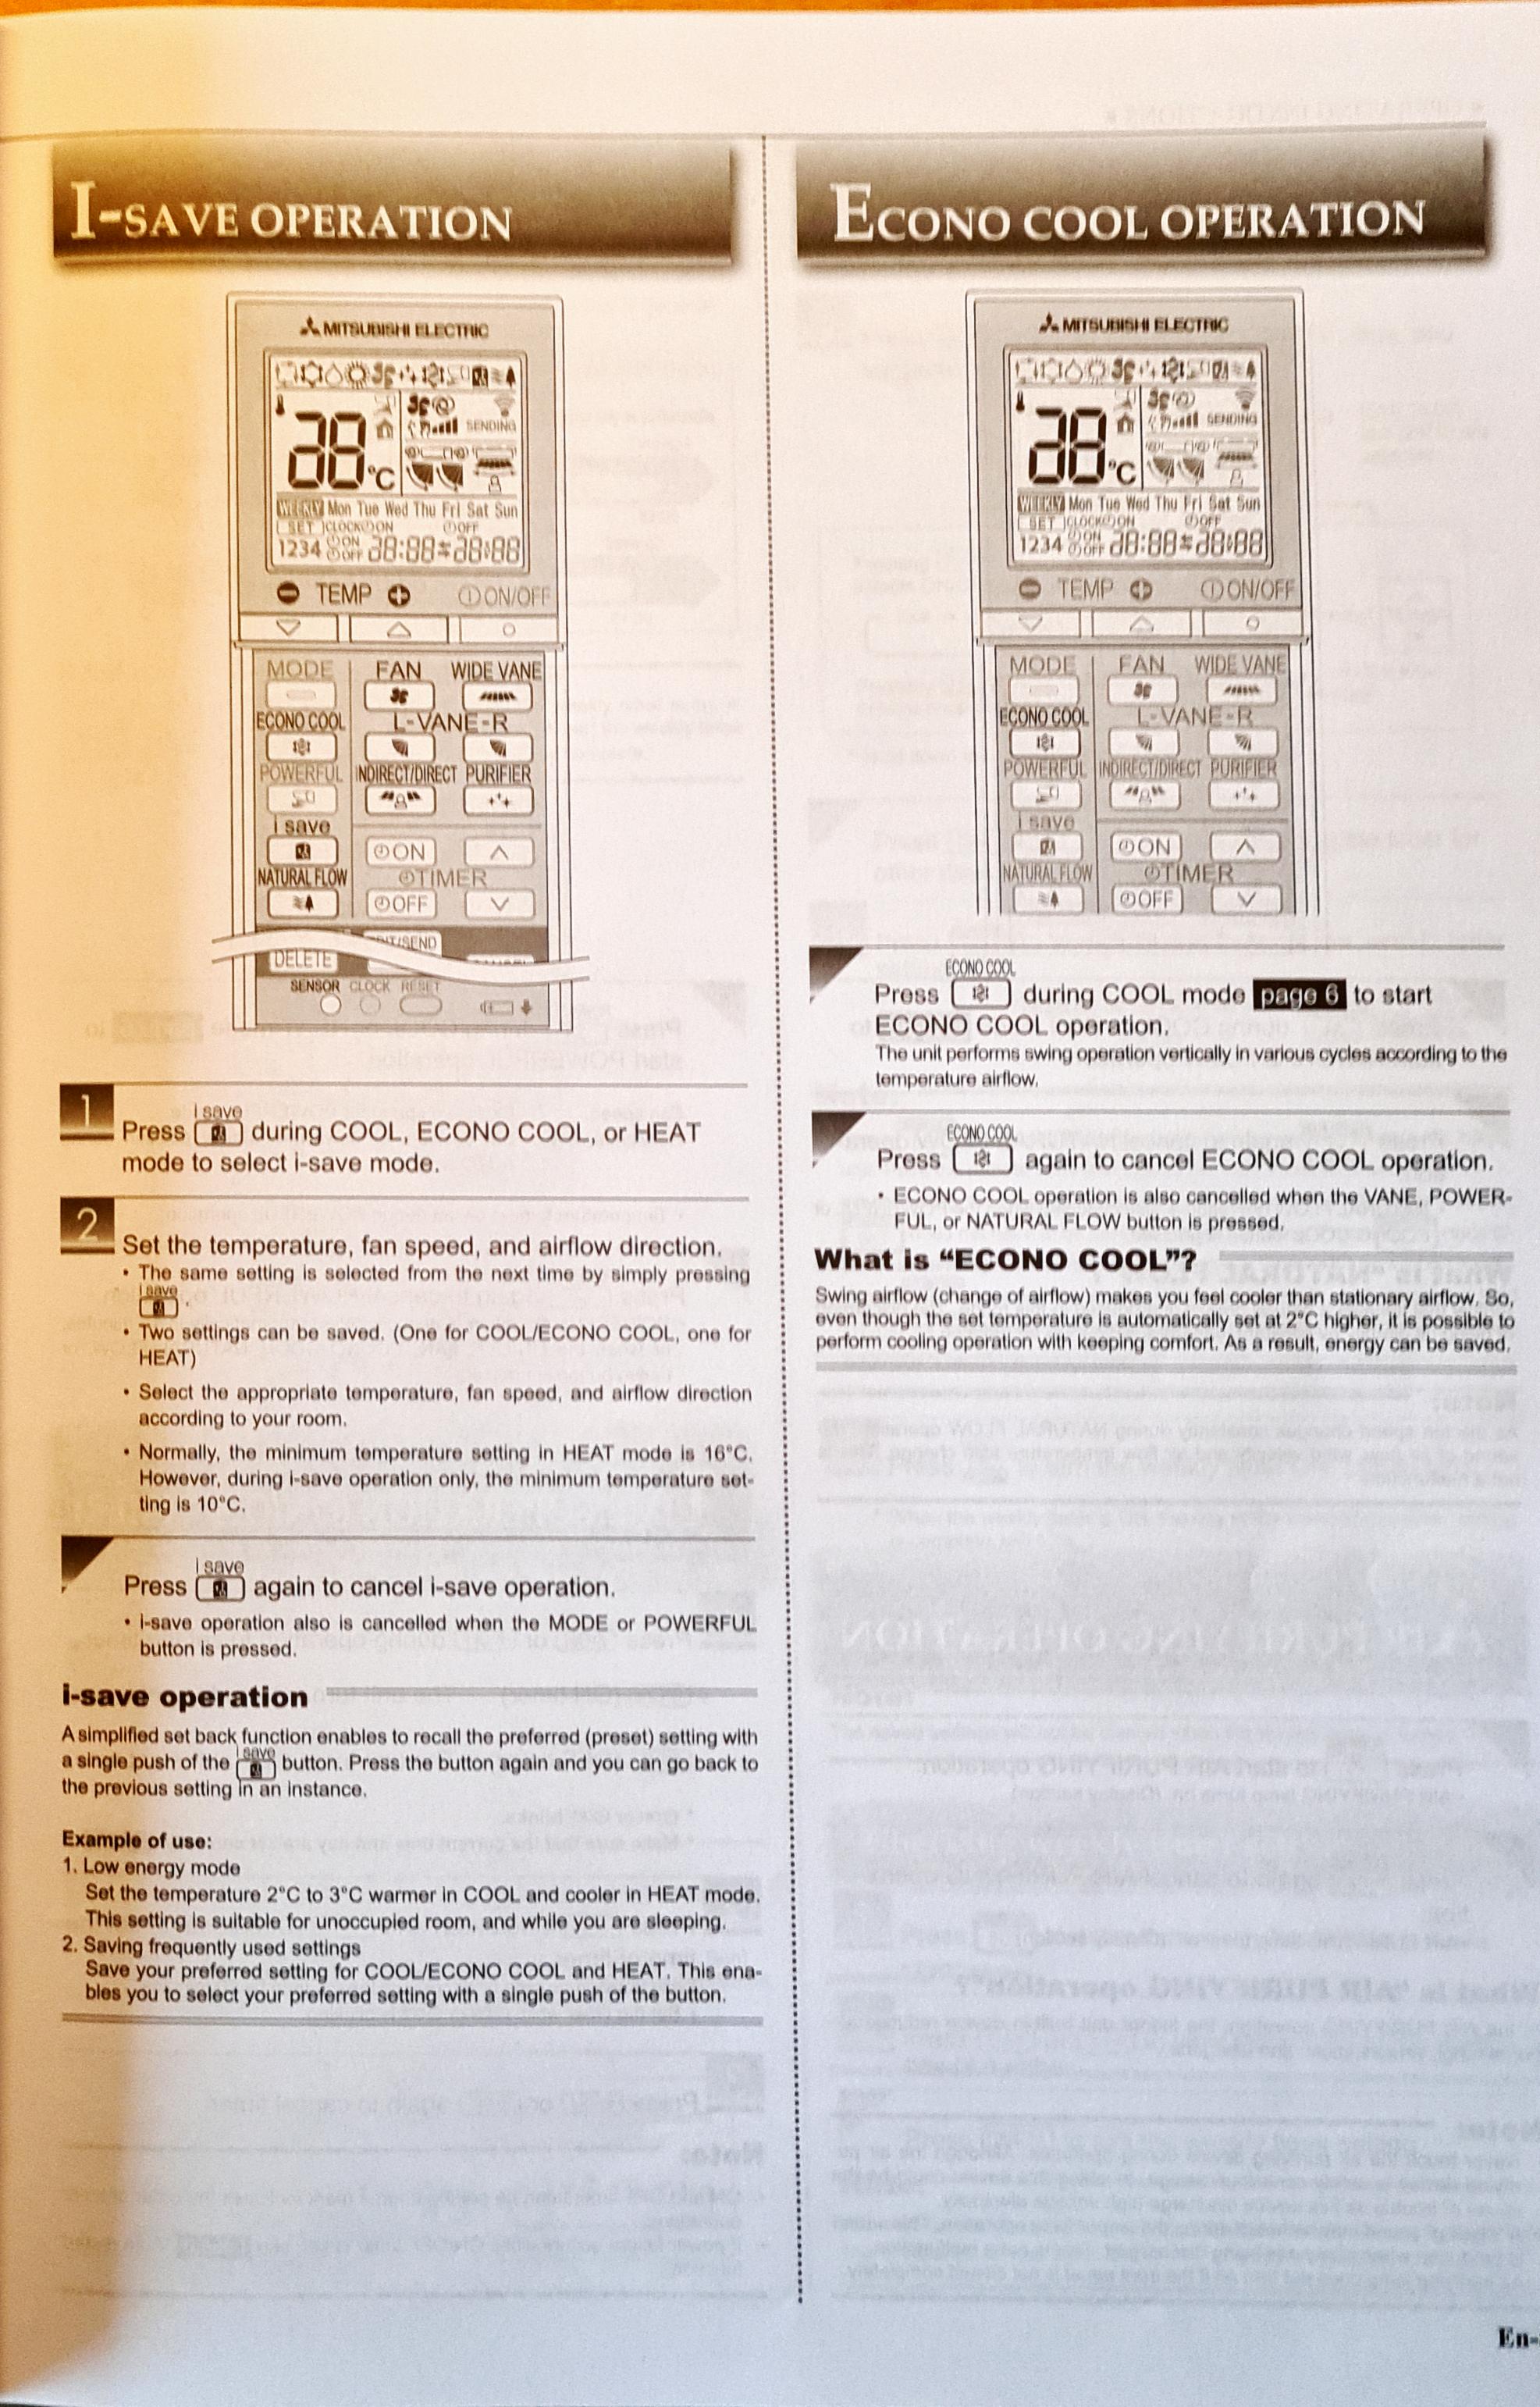 I-SAVE OPERATION
MITSUBISHI ELECTRIC
SENDING
88°C
WEEKLY Mon Tue Wed Thu Fri Sat Sun
SET CLOCK ON OFF
1234 ON OFF 88:88 88:88
TEMP ON/OFF
MODE FAN WIDE VANE
ECONO COOL L-VANE-R
POWERFUL INDIRECT/DIRECT PURIFIER
i save
ON
NATURAL FLOW TIMER
OFF
DELETE
SENSOR CLOCK RESET
1
i save
Press during COOL, ECONO COOL, or HEAT
mode to select i-save mode.
2
Set the temperature, fan speed, and airflow direction.
• The same setting is selected from the next time by simply pressing
i save
.
• Two settings can be saved. (One for COOL/ECONO COOL, one for
HEAT)
• Select the appropriate temperature, fan speed, and airflow direction
according to your room.
• Normally, the minimum temperature setting in HEAT mode is 16°C.
However, during i-save operation only, the minimum temperature set-
ting is 10°C.
i save
Press again to cancel i-save operation.
• i-save operation also is cancelled when the MODE or POWERFUL
button is pressed.
i-save operation
A simplified set back function enables to recall the preferred (preset) setting with
i save
a single push of the button. Press the button again and you can go back to
the previous setting in an instance.
Example of use:
1. Low energy mode
Set the temperature 2°C to 3°C warmer in COOL and cooler in HEAT mode.
This setting is suitable for unoccupied room, and while you are sleeping.
2. Saving frequently used settings
Save your preferred setting for COOL/ECONO COOL and HEAT. This ena-
bles you to select your preferred setting with a single push of the button.
ECONO COOL OPERATION
MITSUBISHI ELECTRIC
SENDING
88°C
WEEKLY Mon Tue Wed Thu Fri Sat Sun
SET CLOCK ON OFF
1234 ON OFF 88:88 88:88
TEMP ON/OFF
MODE FAN WIDE VANE
ECONO COOL L-VANE-R
POWERFUL INDIRECT/DIRECT PURIFIER
i save
ON
NATURAL FLOW TIMER
OFF
ECONO COOL
Press during COOL mode page 6 to start
ECONO COOL operation.
The unit performs swing operation vertically in various cycles according to the
temperature airflow.
ECONO COOL
Press again to cancel ECONO COOL operation.
• ECONO COOL operation is also cancelled when the VANE, POWER-
FUL, or NATURAL FLOW button is pressed.
What is “ECONO COOL”?
Swing airflow (change of airflow) makes you feel cooler than stationary airflow. So,
even though the set temperature is automatically set at 2°C higher, it is possible to
perform cooling operation with keeping comfort. As a result, energy can be saved.
En-